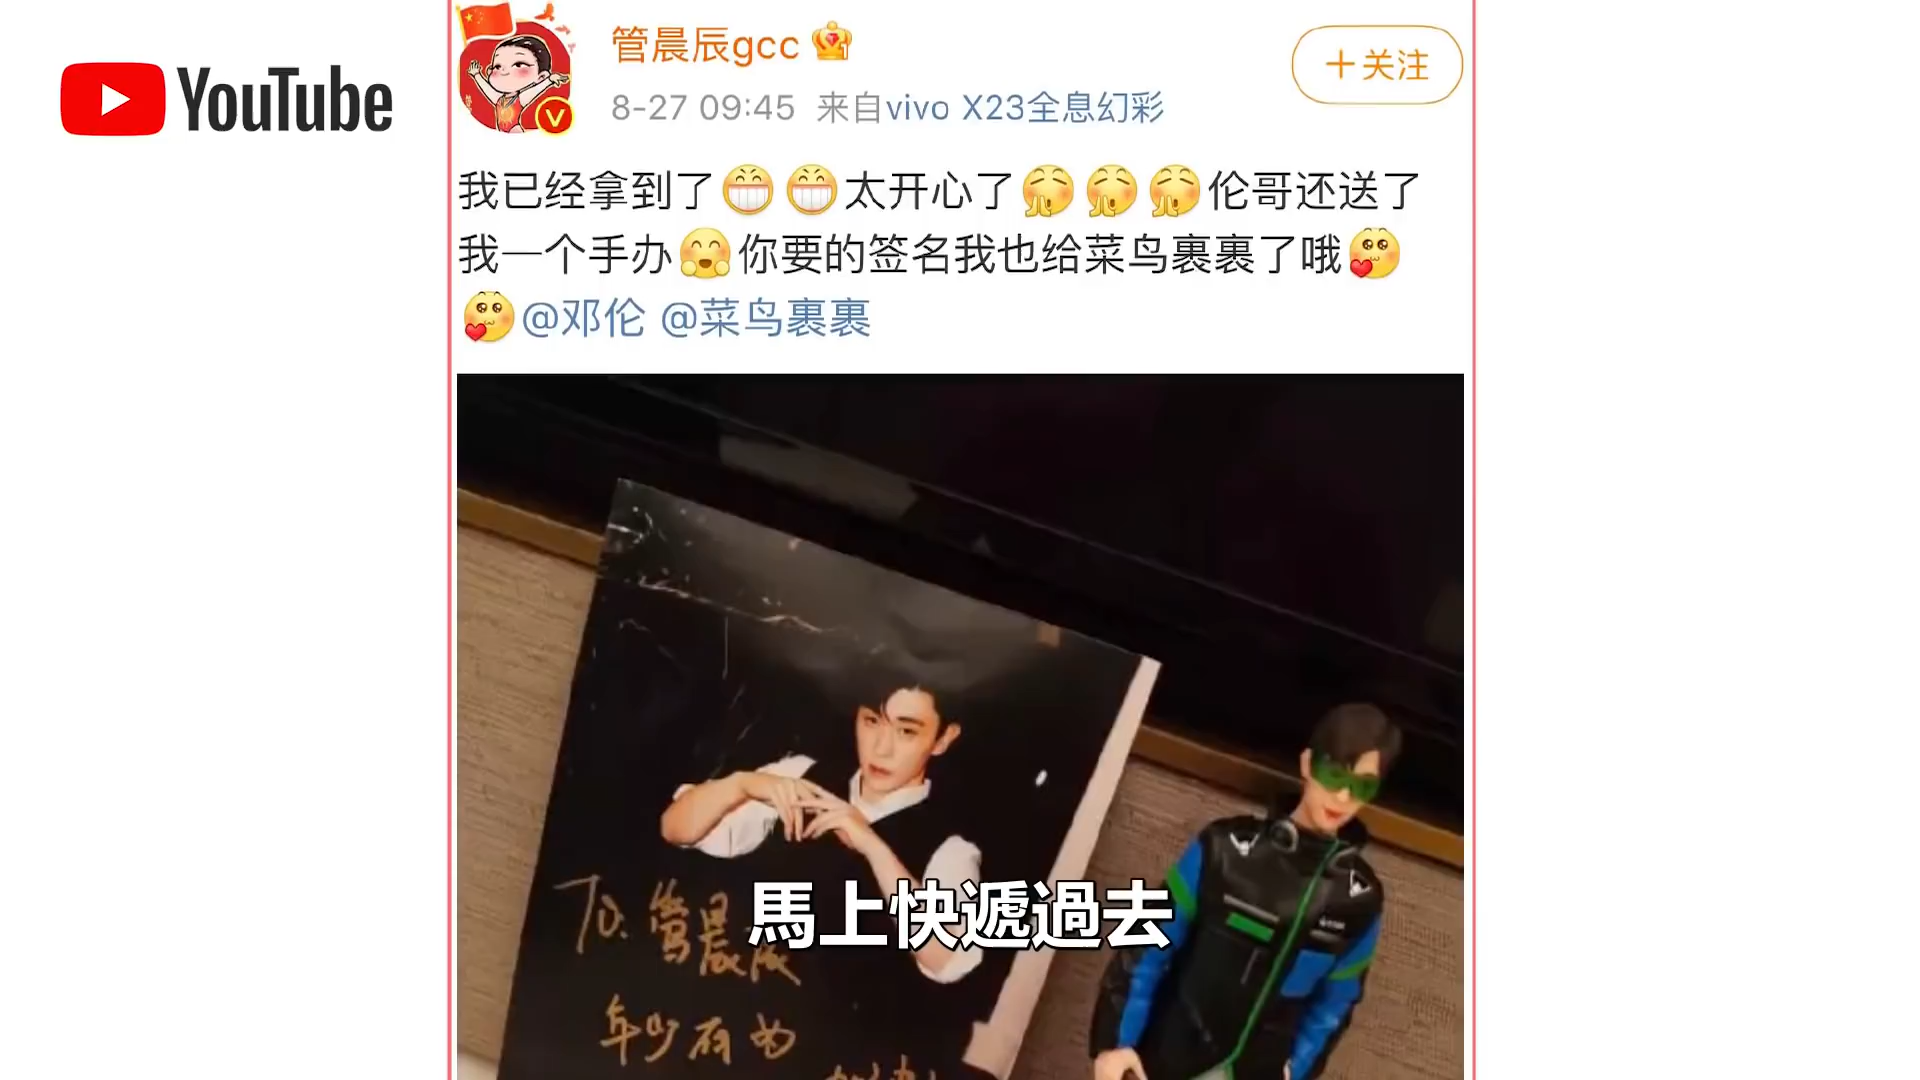 YouTube
管晨辰gcc
8-27 09:45 来自vivo X23全息幻彩
+关注
我已经拿到了太开心了伦哥还送了
我一个手办你要的签名我也给菜鸟裹裹了哦
@邓伦 @菜鸟裹裹
To. 管晨辰
年少有为
馬上快遞過去